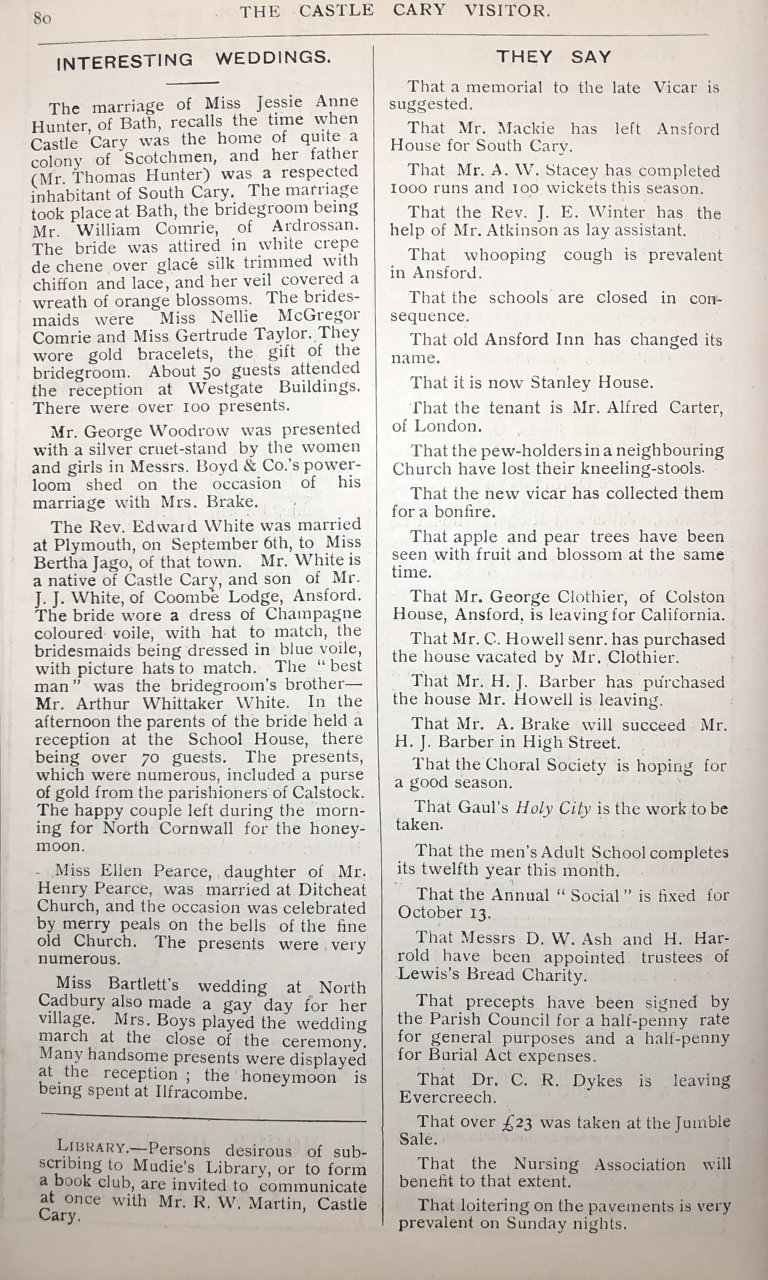 80
THE CASTLE CARY VISITOR.
INTERESTING WEDDINGS.
The marriage of Miss Jessie Anne
Hunter, of Bath, recalls the time when
Castle Cary was the home of quite a
colony of Scotchmen, and her father
(Mr. Thomas Hunter) was a respected
inhabitant of South Cary. The marriage
took place at Bath, the bridegroom being
Mr. William Comrie, of Ardrossan.
The bride was attired in white crepe
de chene over glacé silk trimmed with
chiffon and lace, and her veil covered a
wreath of orange blossoms. The brides-
maids were Miss Nellie McGregor
Comrie and Miss Gertrude Taylor. They
wore gold bracelets, the gift of the
bridegroom. About 50 guests attended
the reception at Westgate Buildings.
There were over 100 presents.
Mr. George Woodrow was presented
with a silver cruet-stand by the women
and girls in Messrs. Boyd & Co.'s power-
loom shed on the occasion of his
marriage with Mrs. Brake.
The Rev. Edward White was married
at Plymouth, on September 6th, to Miss
Bertha Jago, of that town. Mr. White is
a native of Castle Cary, and son of Mr.
J. J. White, of Coombe Lodge, Ansford.
The bride wore a dress of Champagne
coloured voile, with hat to match, the
bridesmaids being dressed in blue voile,
with picture hats to match. The "best
man" was the bridegroom's brother—
Mr. Arthur Whittaker White. In the
afternoon the parents of the bride held a
reception at the School House, there
being over 70 guests. The presents,
which were numerous, included a purse
of gold from the parishioners of Calstock.
The happy couple left during the morn-
ing for North Cornwall for the honey-
moon.
Miss Ellen Pearce, daughter of Mr.
Henry Pearce, was married at Ditcheat
Church, and the occasion was celebrated
by merry peals on the bells of the fine
old Church. The presents were very
numerous.
Miss Bartlett's wedding at North
Cadbury also made a gay day for her
village. Mrs. Boys played the wedding
march at the close of the ceremony.
Many handsome presents were displayed
at the reception ; the honeymoon is
being spent at Ilfracombe.
LIBRARY.—Persons desirous of sub-
scribing to Mudie's Library, or to form
a book club, are invited to communicate
at once with Mr. R. W. Martin, Castle
Cary.
THEY SAY
That a memorial to the late Vicar is
suggested.
That Mr. Mackie has left Ansford
House for South Cary.
That Mr. A. W. Stacey has completed
1000 runs and 100 wickets this season.
That the Rev. J. E. Winter has the
help of Mr. Atkinson as lay assistant.
That whooping cough is prevalent
in Ansford.
That the schools are closed in con-
sequence.
That old Ansford Inn has changed its
name.
That it is now Stanley House.
That the tenant is Mr. Alfred Carter,
of London.
That the pew-holders in a neighbouring
Church have lost their kneeling-stools.
That the new vicar has collected them
for a bonfire.
That apple and pear trees have been
seen with fruit and blossom at the same
time.
That Mr. George Clothier, of Colston
House, Ansford, is leaving for California.
That Mr. C. Howell senr. has purchased
the house vacated by Mr. Clothier.
That Mr. H. J. Barber has purchased
the house Mr. Howell is leaving.
That Mr. A. Brake will succeed Mr.
H. J. Barber in High Street.
That the Choral Society is hoping for
a good season.
That Gaul's Holy City is the work to be
taken.
That the men's Adult School completes
its twelfth year this month.
That the Annual "Social" is fixed for
October 13.
That Messrs D. W. Ash and H. Har-
rold have been appointed trustees of
Lewis's Bread Charity.
That precepts have been signed by
the Parish Council for a half-penny rate
for general purposes and a half-penny
for Burial Act expenses.
That Dr. C. R. Dykes is leaving
Evercreech.
That over £23 was taken at the Jumble
Sale.
That the Nursing Association will
benefit to that extent.
That loitering on the pavements is very
prevalent on Sunday nights.